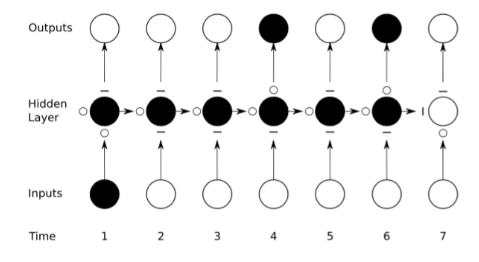 Outputs
Hidden
Layer
Inputs
Time 1 2 3 4 5 6 7